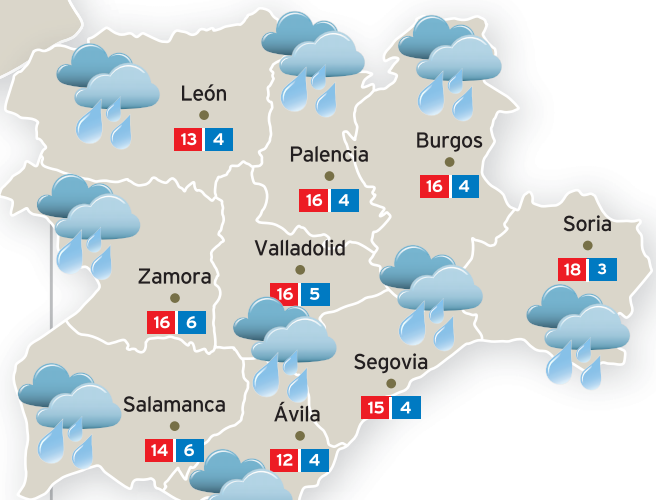 León
13 4
Palencia
16 4
Burgos
16 4
Soria
18 3
Valladolid
16 5
Zamora
16 6
Segovia
15 4
Salamanca
14 6
Ávila
12 4